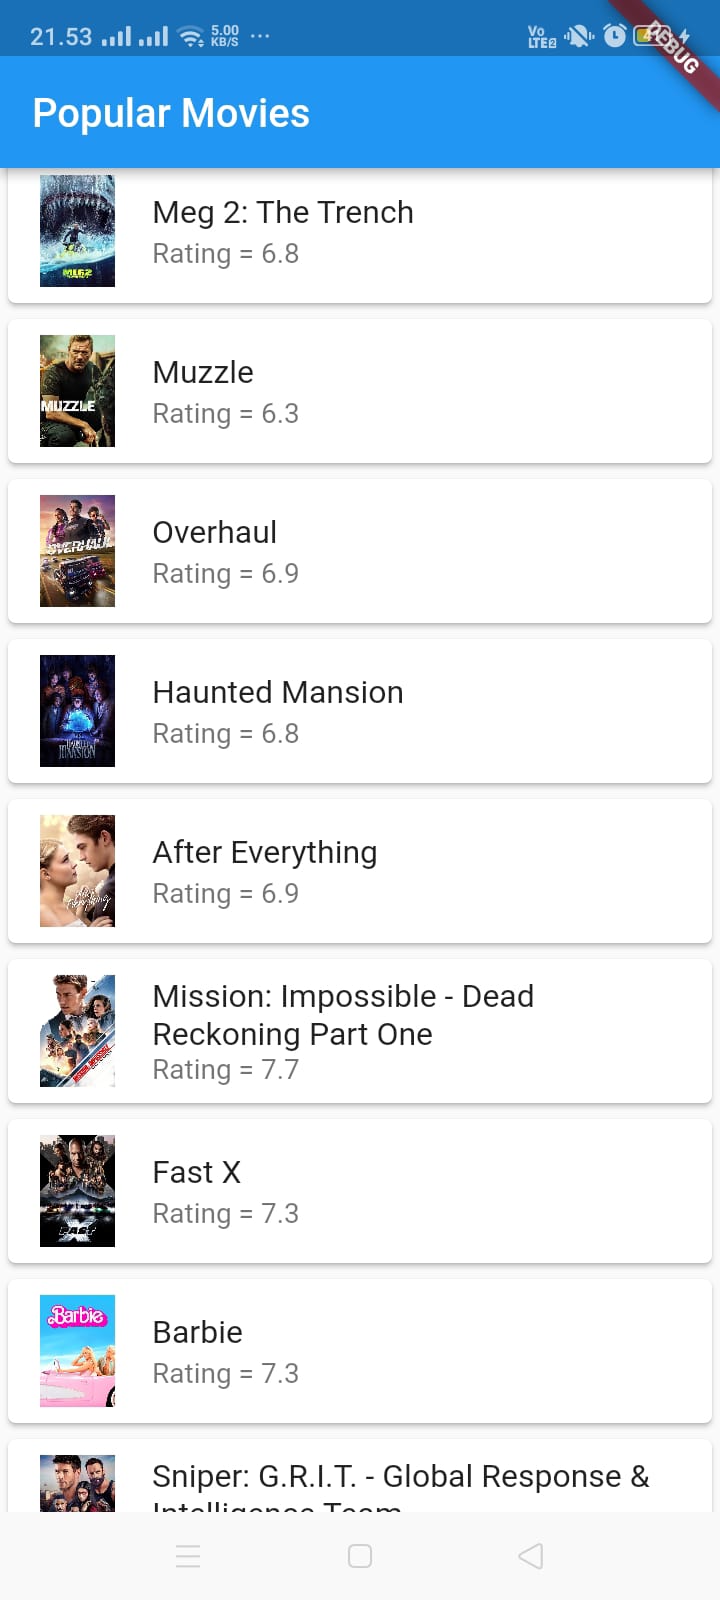 21.53 5.00 KB/S ... Vo LTE2
DEBUG
Popular Movies
MEG2
Meg 2: The Trench
Rating = 6.8
MUZZLE
Muzzle
Rating = 6.3
OVERHAUL
Overhaul
Rating = 6.9
MANSION
Haunted Mansion
Rating = 6.8
After Everything
After Everything
Rating = 6.9
Mission: Impossible - Dead
Reckoning Part One
Rating = 7.7
Fast X
Rating = 7.3
Barbie
Barbie
Rating = 7.3
Sniper: G.R.I.T. - Global Response &
Intelligence Team